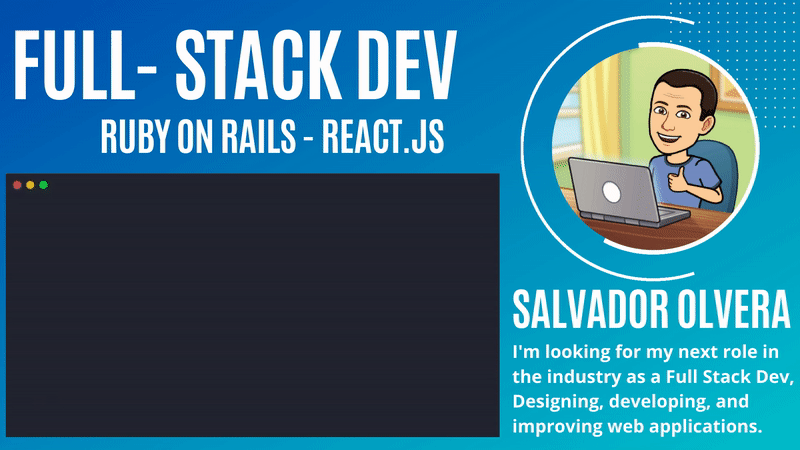 FULL- STACK DEV
RUBY ON RAILS - REACT.JS
SALVADOR OLVERA
I'm looking for my next role in
the industry as a Full Stack Dev,
Designing, developing, and
improving web applications.